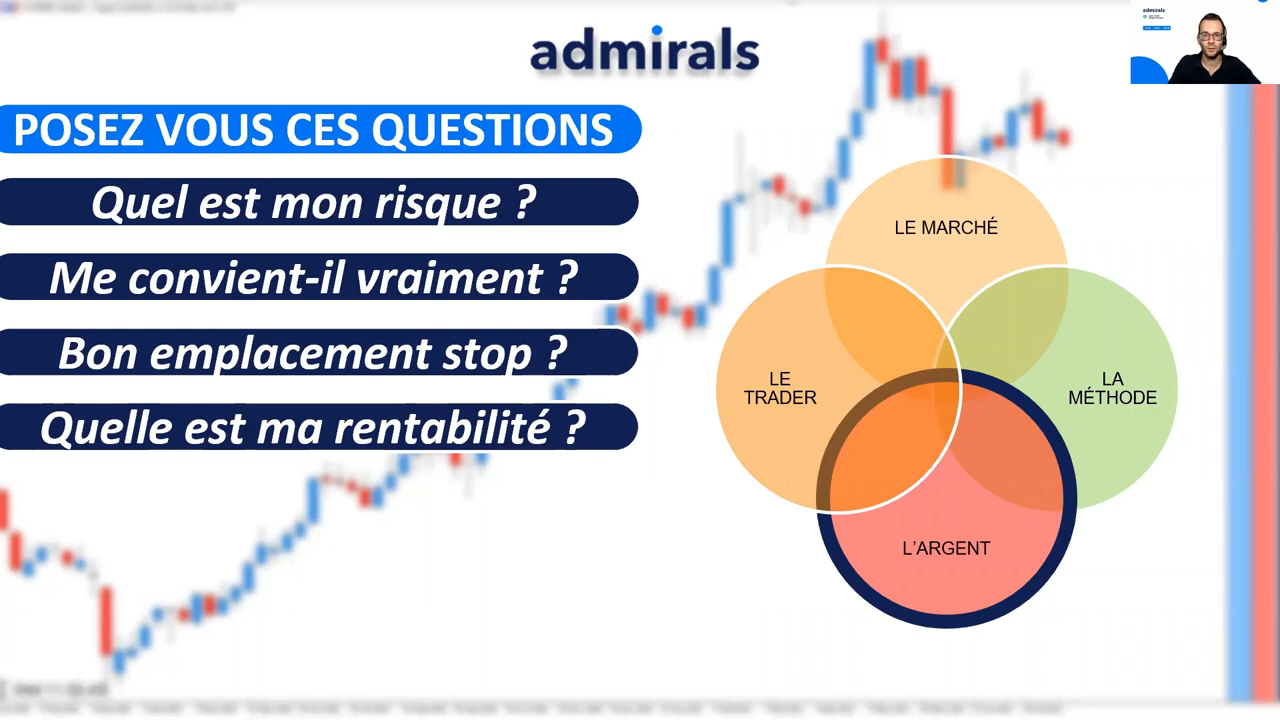 admirals
admirals
POSEZ VOUS CES QUESTIONS
Quel est mon risque ?
Me convient-il vraiment ?
Bon emplacement stop ?
Quelle est ma rentabilité ?
LE MARCHÉ
LE
TRADER
LA
MÉTHODE
L'ARGENT